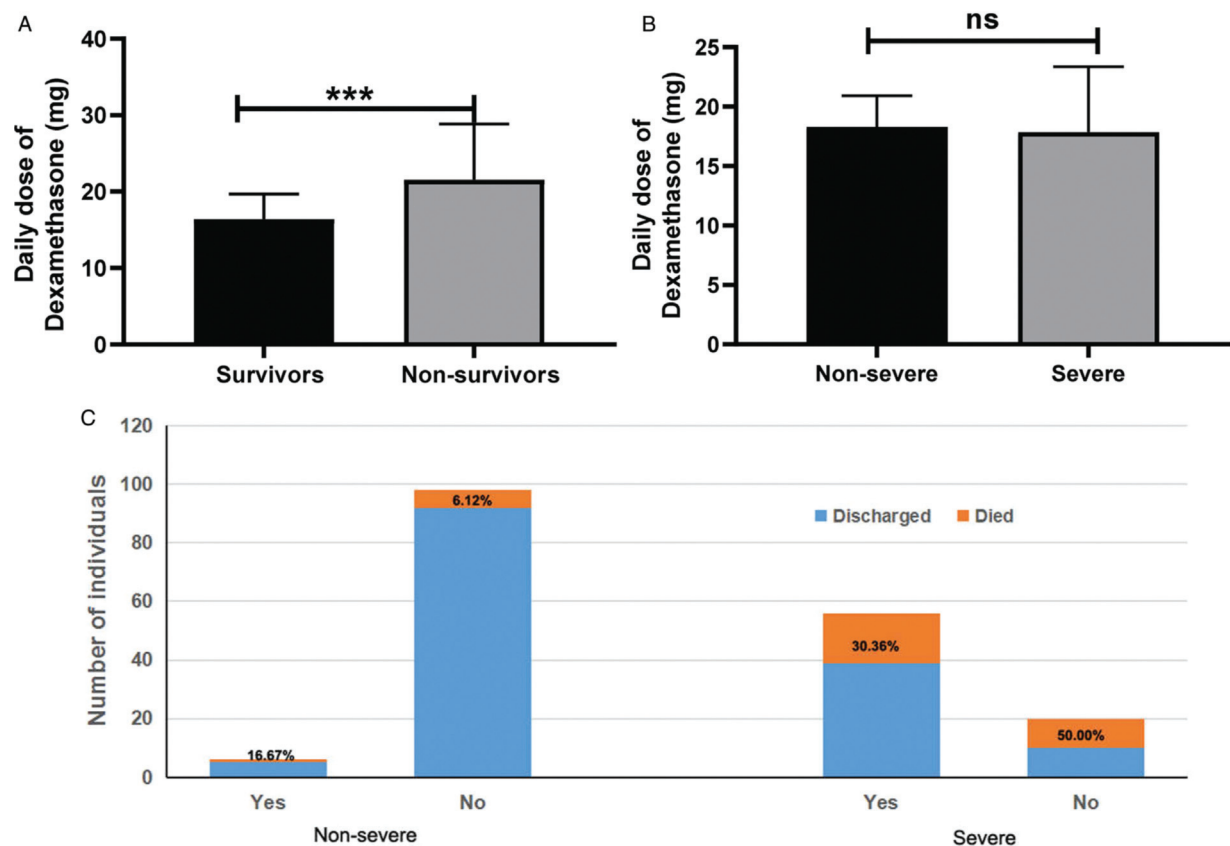 A
Daily dose of
Dexamethasone (mg)
40
30
20
10
0
***
Survivors
Non-survivors
B
Daily dose of
Dexamethasone (mg)
25
20
15
10
5
0
ns
Non-severe
Severe
C
Number of individuals
120
100
80
60
40
20
0
16.67%
6.12%
30.36%
50.00%
Discharged
Died
Yes
No
Yes
No
Non-severe
Severe